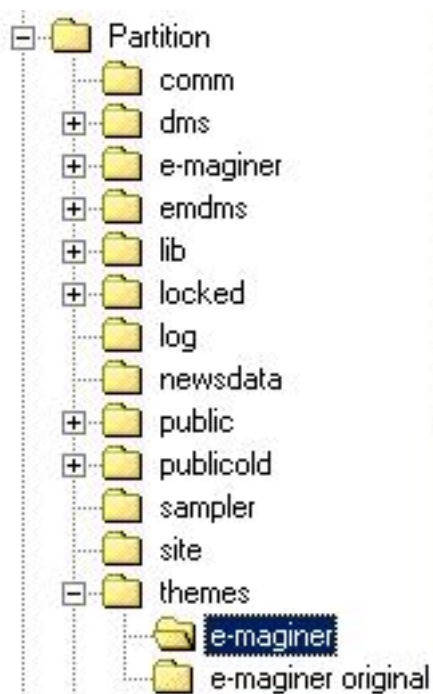 Partition
comm
dms
e-maginer
emdms
lib
locked
log
newsdata
public
publicold
sampler
site
themes
e-maginer
e-maginer original